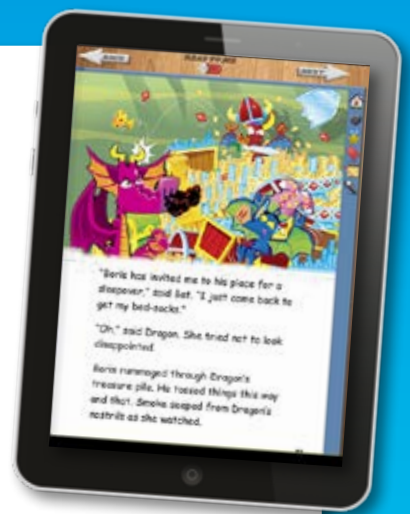 BACK
NEXT
"Boris has invited me to his place for a
sleepover," said Bat. "I just came back to
get my bed-socks."
"Oh," said Dragon. She tried not to look
disappointed.
Boris rummaged through Dragon's
treasure pile. He tossed things this way
and that. Smoke seeped from Dragon's
nostrils as she watched.